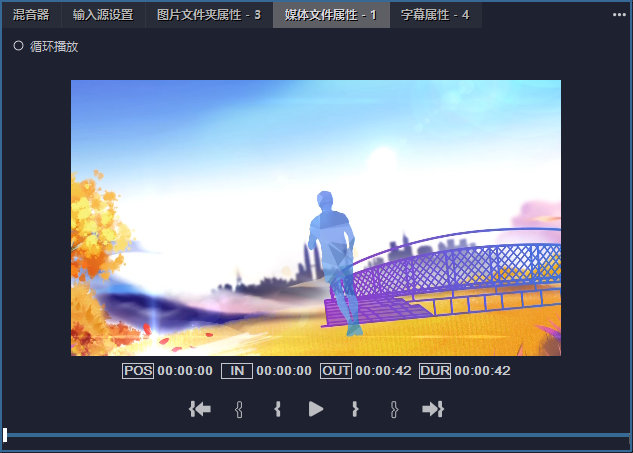 混音器 输入源设置 图片文件夹属性 - 3 媒体文件属性 - 1 字幕属性 - 4
循环播放
POS 00:00:00 IN 00:00:00 OUT 00:00:42 DUR 00:00:42